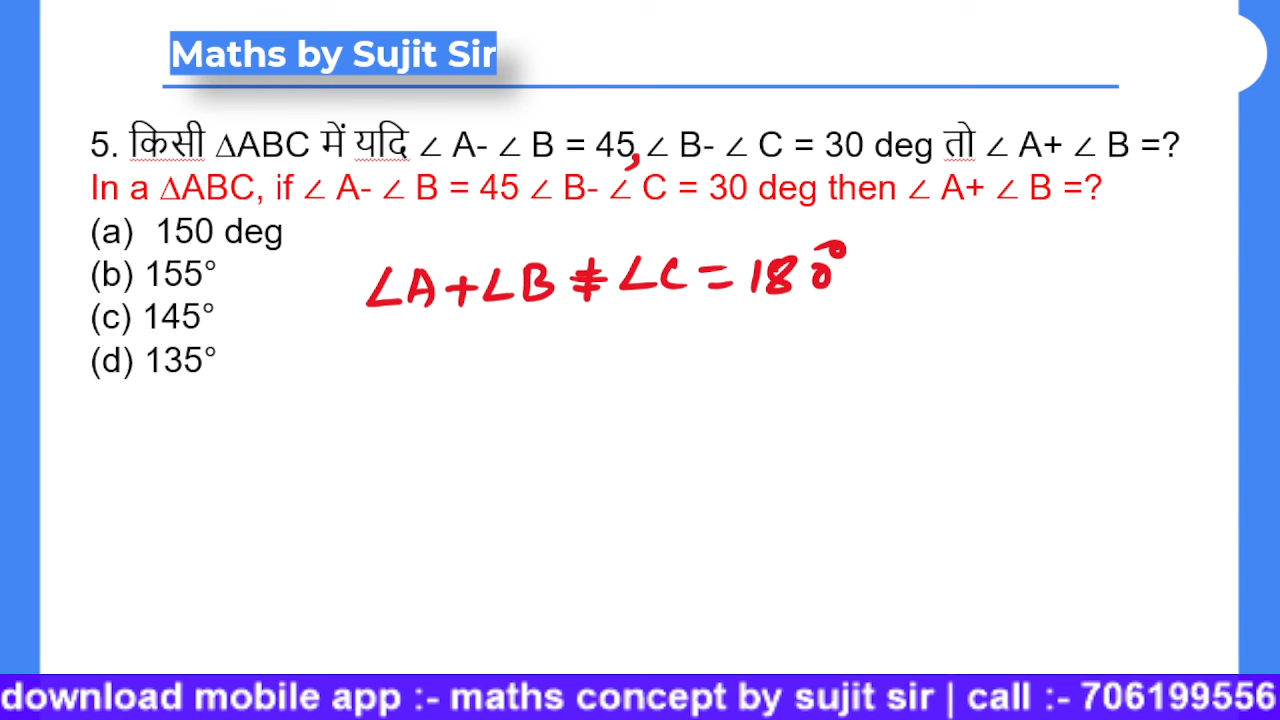 Maths by Sujit Sir
5. किसी ∆ABC में यदि ∠ A- ∠ B = 45, ∠ B- ∠ C = 30 deg तो ∠ A+ ∠ B =?
In a ∆ABC, if ∠ A- ∠ B = 45 ∠ B- ∠ C = 30 deg then ∠ A+ ∠ B =?
(a) 150 deg
(b) 155°
∠A+∠B + ∠C = 180°
(c) 145°
(d) 135°
download mobile app :- maths concept by sujit sir | call :- 706199556